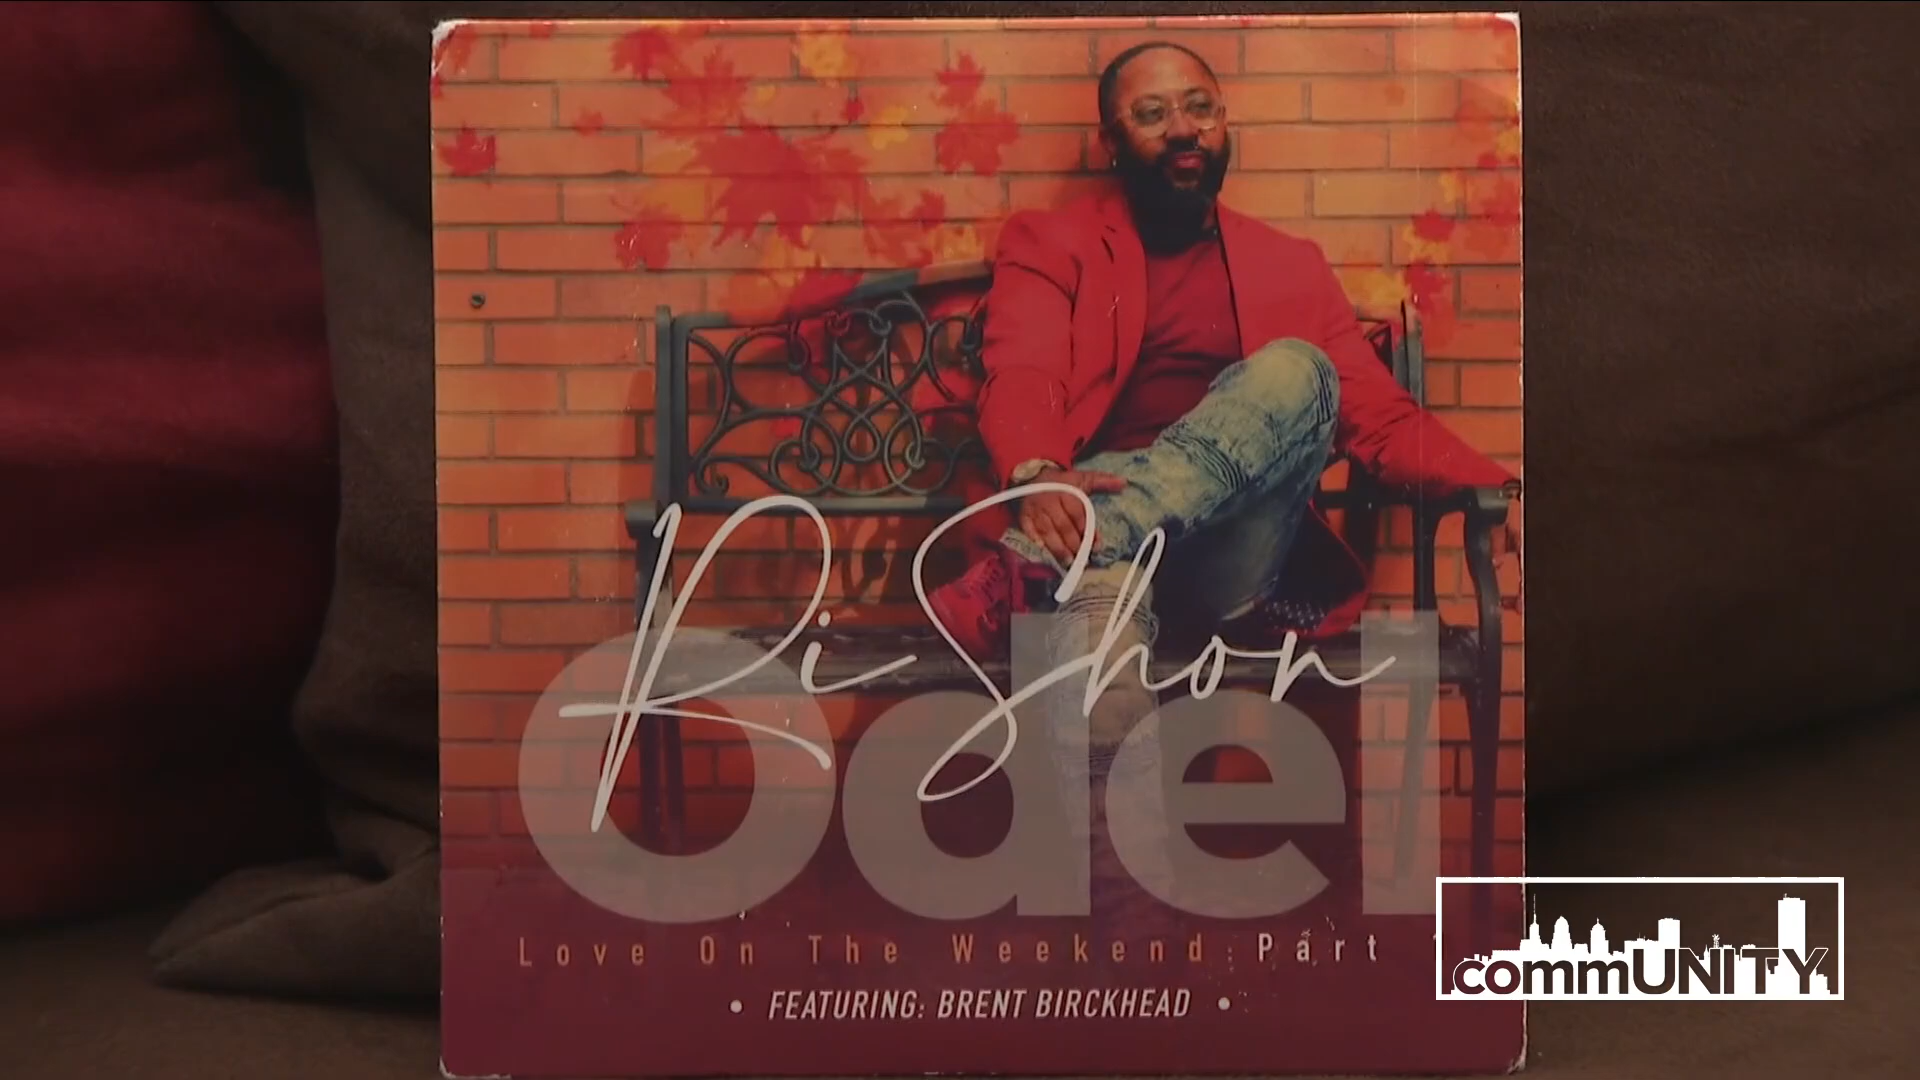 RiShon
Odel
Love On The Weekend: Part
• FEATURING: BRENT BIRCKHEAD •
commUNITY